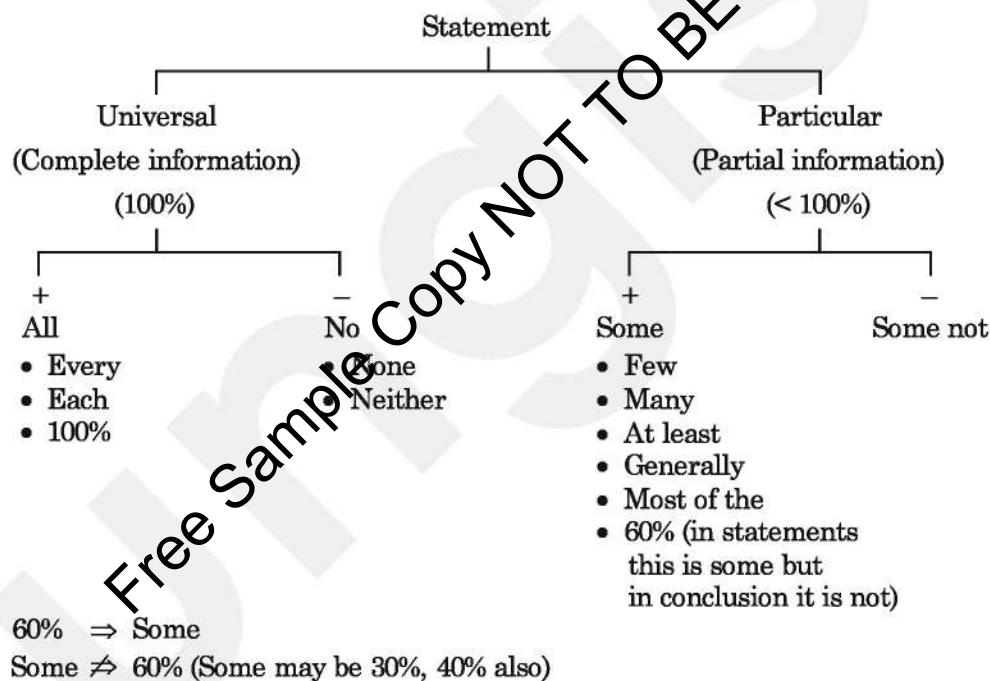 Statement
Universal
(Complete information)
(100%)
Particular
(Partial information)
(< 100%)
+
All
• Every
• Each
• 100%
–
No
• None
• Neither
+
Some
• Few
• Many
• At least
• Generally
• Most of the
• 60% (in statements
this is some but
in conclusion it is not)
–
Some not
60% ⇒ Some
Some ⇏ 60% (Some may be 30%, 40% also)
Free Sample Copy NOT TO BE